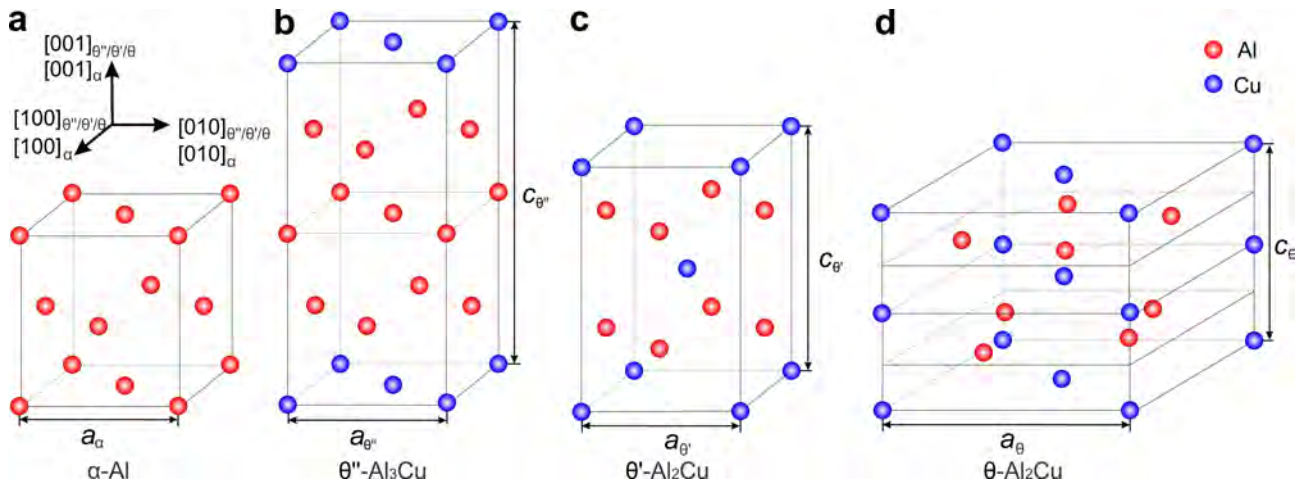 a
b
c
d
[001]θ"/θ'/θ
[001]α
[100]θ"/θ'/θ
[100]α
[010]θ"/θ'/θ
[010]α
Al
Cu
cθ"
cθ'
cθ
aα
aθ"
aθ'
aθ
α-Al
θ"-Al₃Cu
θ'-Al₂Cu
θ-Al₂Cu